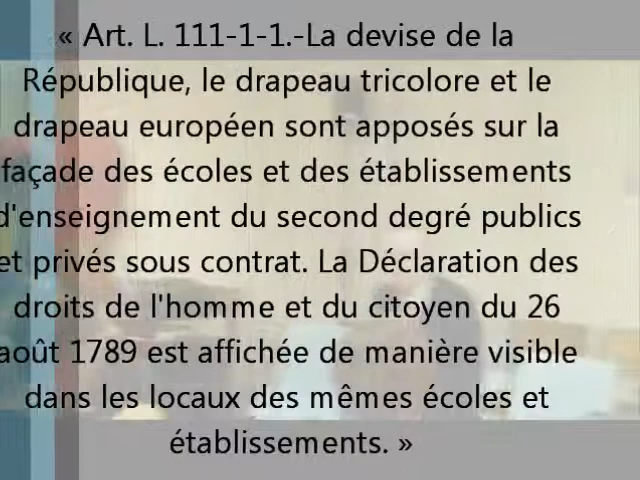 « Art. L. 111-1-1.-La devise de la
République, le drapeau tricolore et le
drapeau européen sont apposés sur la
façade des écoles et des établissements
d'enseignement du second degré publics
et privés sous contrat. La Déclaration des
droits de l'homme et du citoyen du 26
août 1789 est affichée de manière visible
dans les locaux des mêmes écoles et
établissements. »